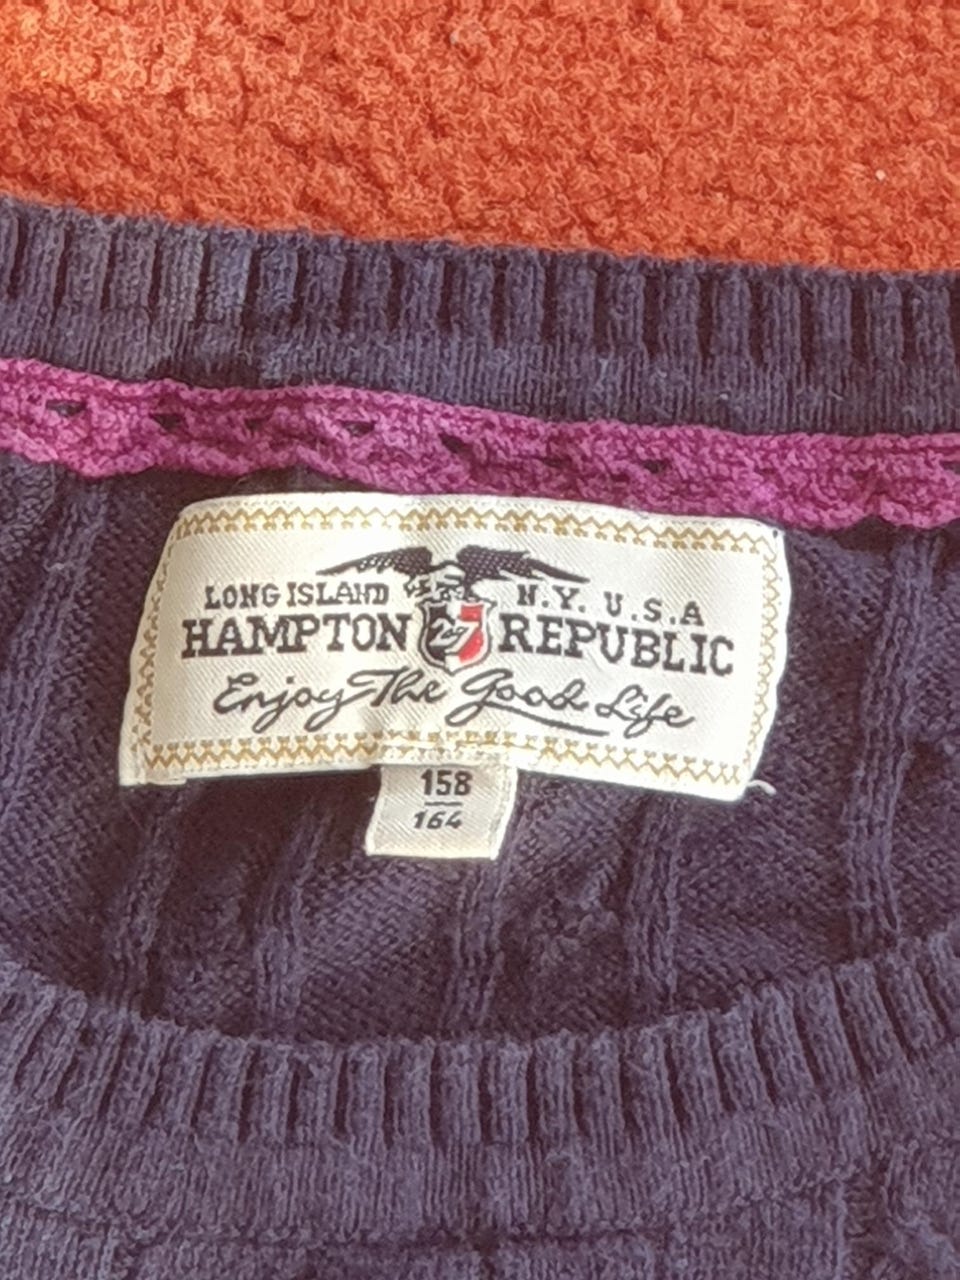 LONG ISLAND N.Y. U.S.A
HAMPTON 27 REPUBLIC
Enjoy The Good Life
158
164